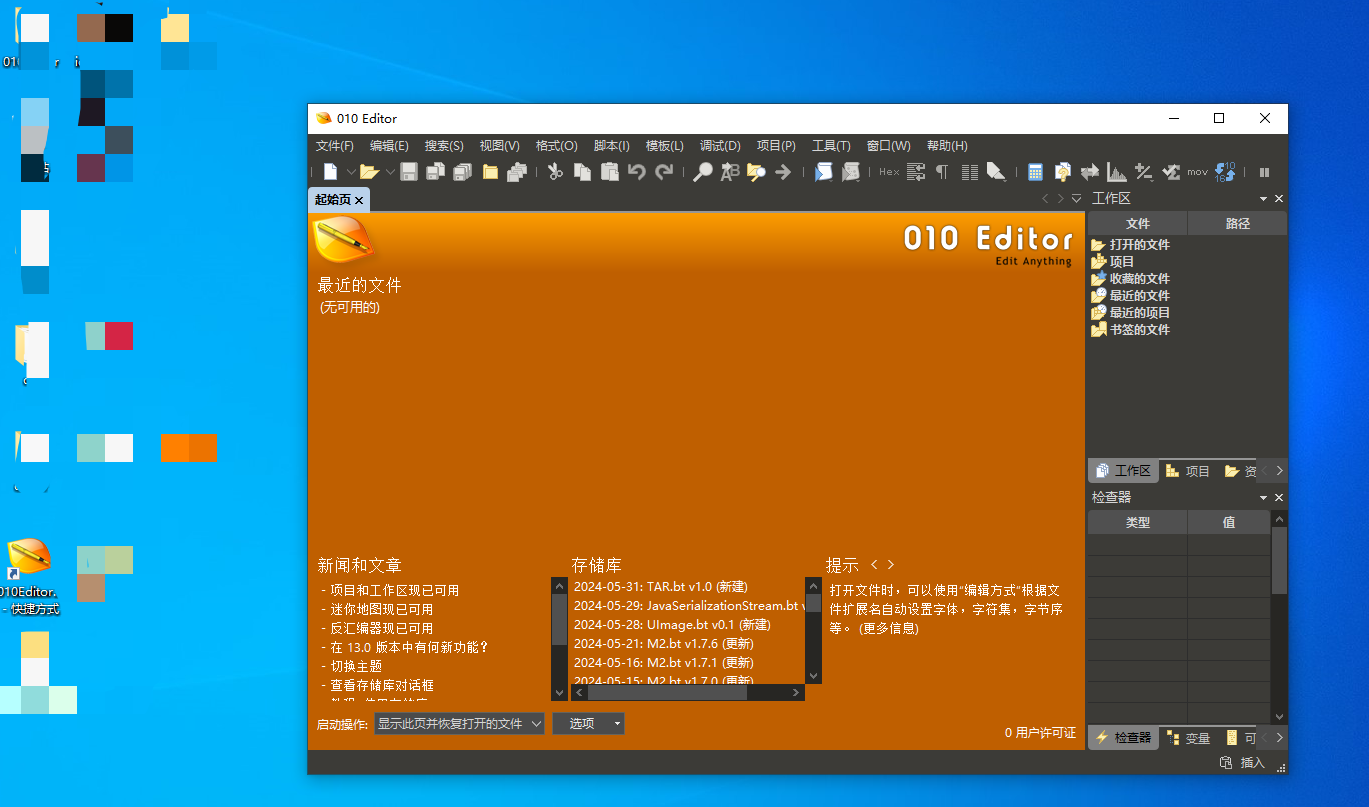 010 Editor
文件(F) 编辑(E) 搜索(S) 视图(V) 格式(O) 脚本(I) 模板(L) 调试(D) 项目(P) 工具(T) 窗口(W) 帮助(H)
Hex
mov
起始页
工作区
文件 路径
打开的文件
项目
收藏的文件
最近的文件
最近的项目
书签的文件
工作区 项目 资
010 Editor
Edit Anything
最近的文件
(无可用的)
新闻和文章
- 项目和工作区现已可用
- 迷你地图现已可用
- 反汇编器现已可用
- 在 13.0 版本中有何新功能?
- 切换主题
- 查看存储库对话框
存储库
2024-05-31: TAR.bt v1.0 (新建)
2024-05-29: JavaSerializationStream.bt v
2024-05-28: UImage.bt v0.1 (新建)
2024-05-21: M2.bt v1.7.6 (更新)
2024-05-16: M2.bt v1.7.1 (更新)
2024-05-15: M2.bt v1.7.0 (更新)
提示 < >
打开文件时，可以使用"编辑方式"根据文
件扩展名自动设置字体，字符集，字节序
等。 (更多信息)
启动操作: 显示此页并恢复打开的文件 选项
0 用户许可证
检查器
类型 值
检查器 变量 可
插入
010Editor.
- 快捷方式